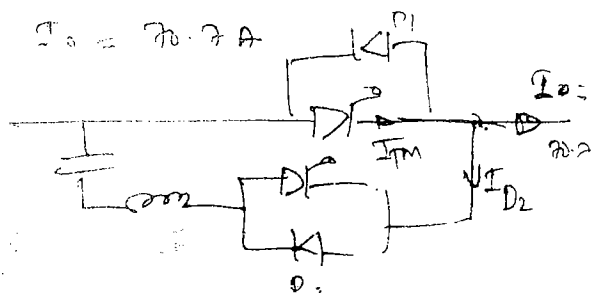 I₀ = 70.7 A
D1
I₀ =
70.7
I_TM
I_D2
D.